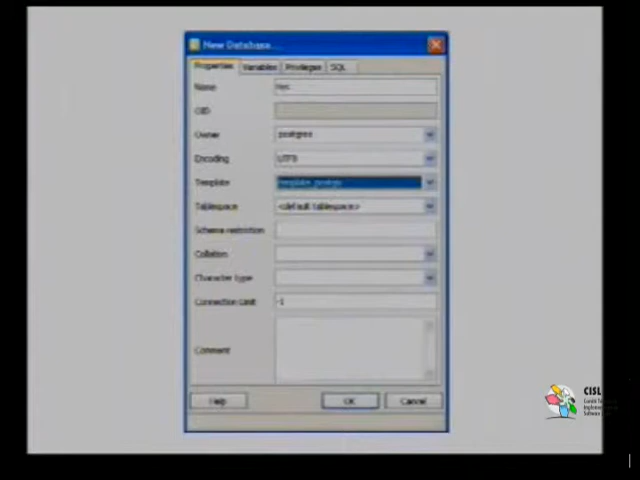 New Database...
Properties Variables Privileges SQL
Name
OID
Owner postgres
Encoding UTF8
Template template_postgis
Tablespace <default tablespace>
Schema restriction
Collation
Character type
Connection Limit -1
Comment
Help OK Cancel
CISL